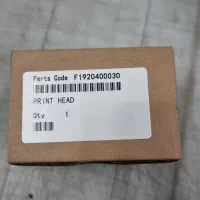 Parts Code F1920400030
PRINT HEAD
Qty 1